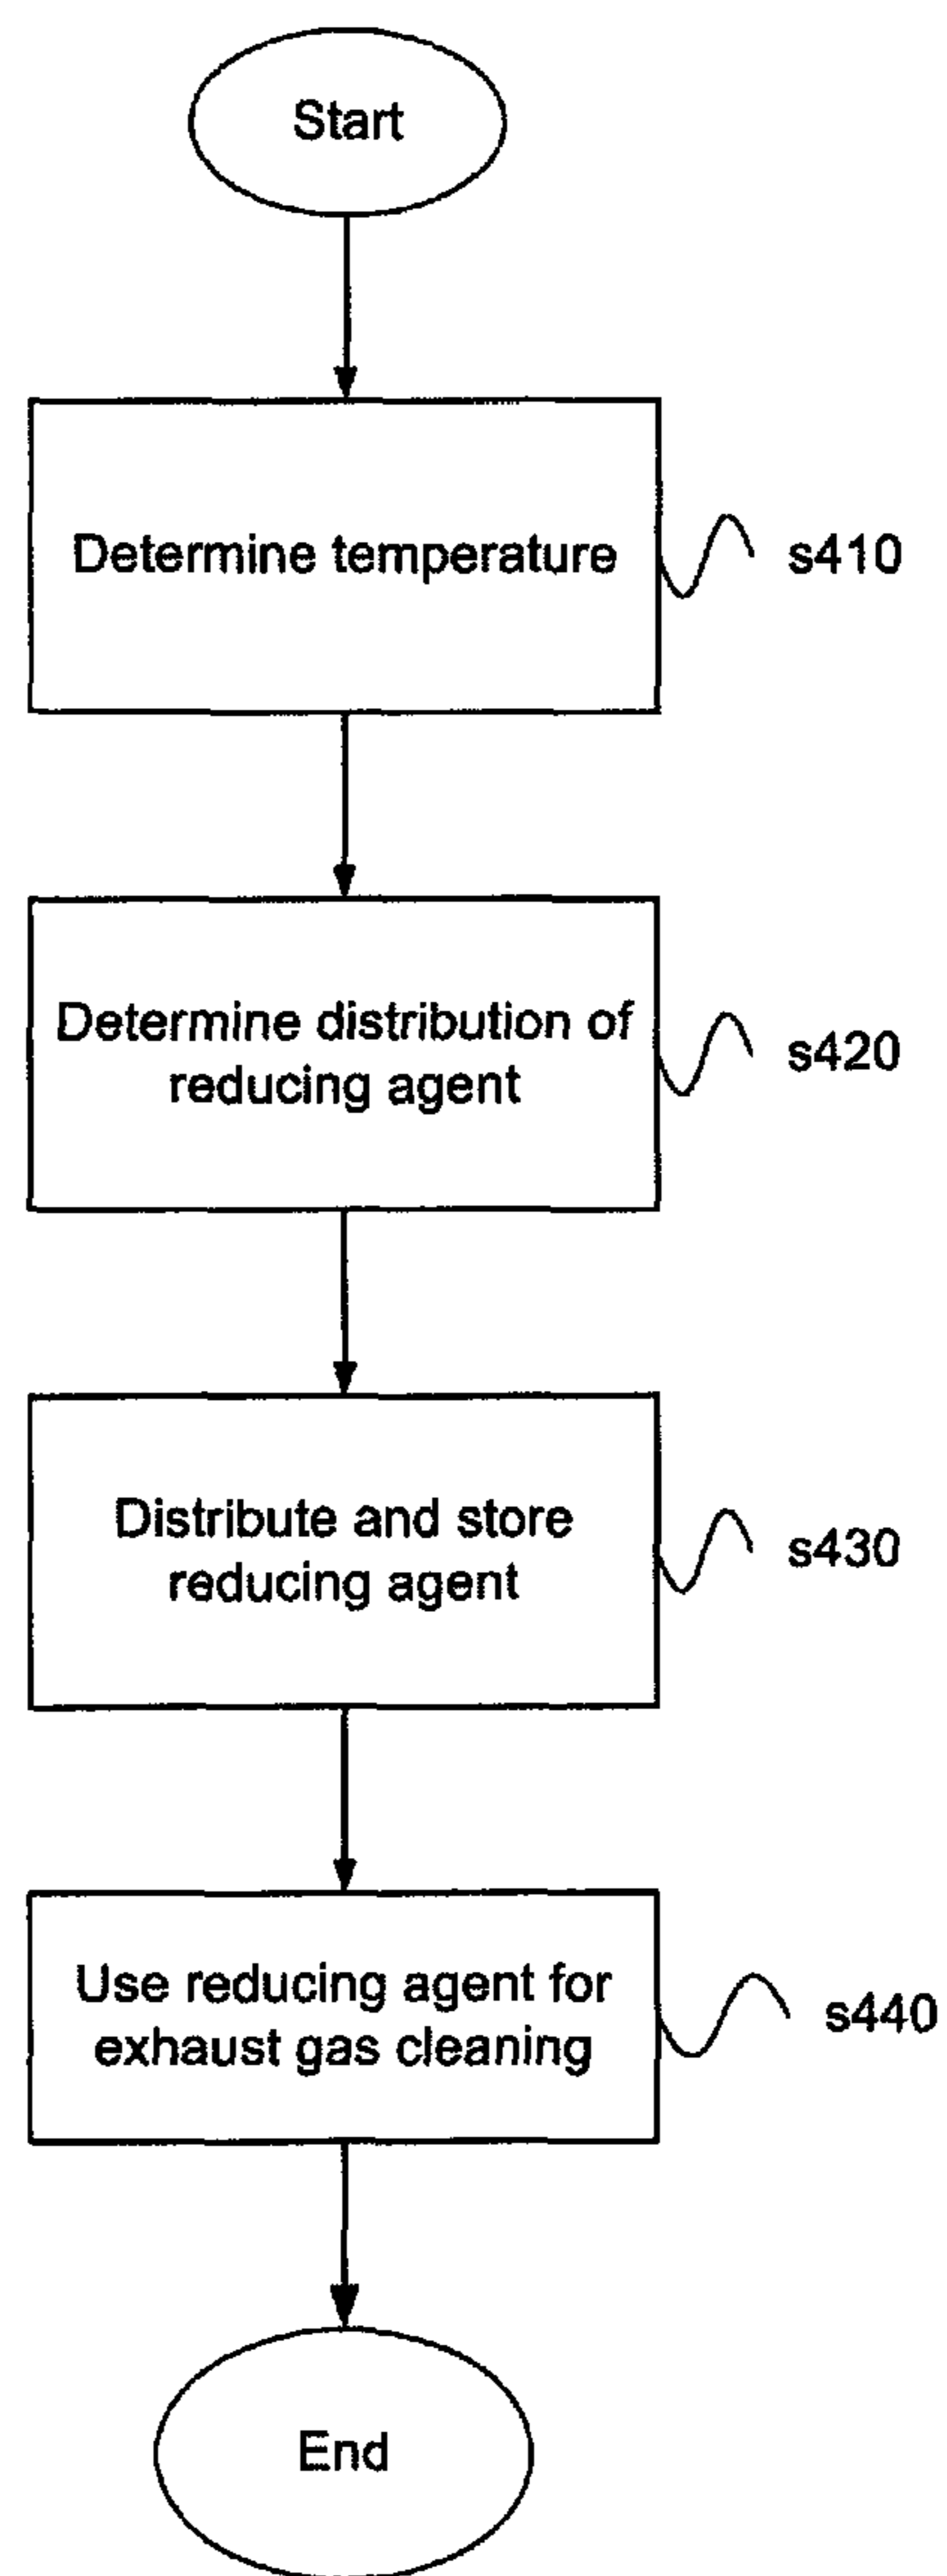 Start
Determine temperature
s410
Determine distribution of
reducing agent
s420
Distribute and store
reducing agent
s430
Use reducing agent for
exhaust gas cleaning
s440
End